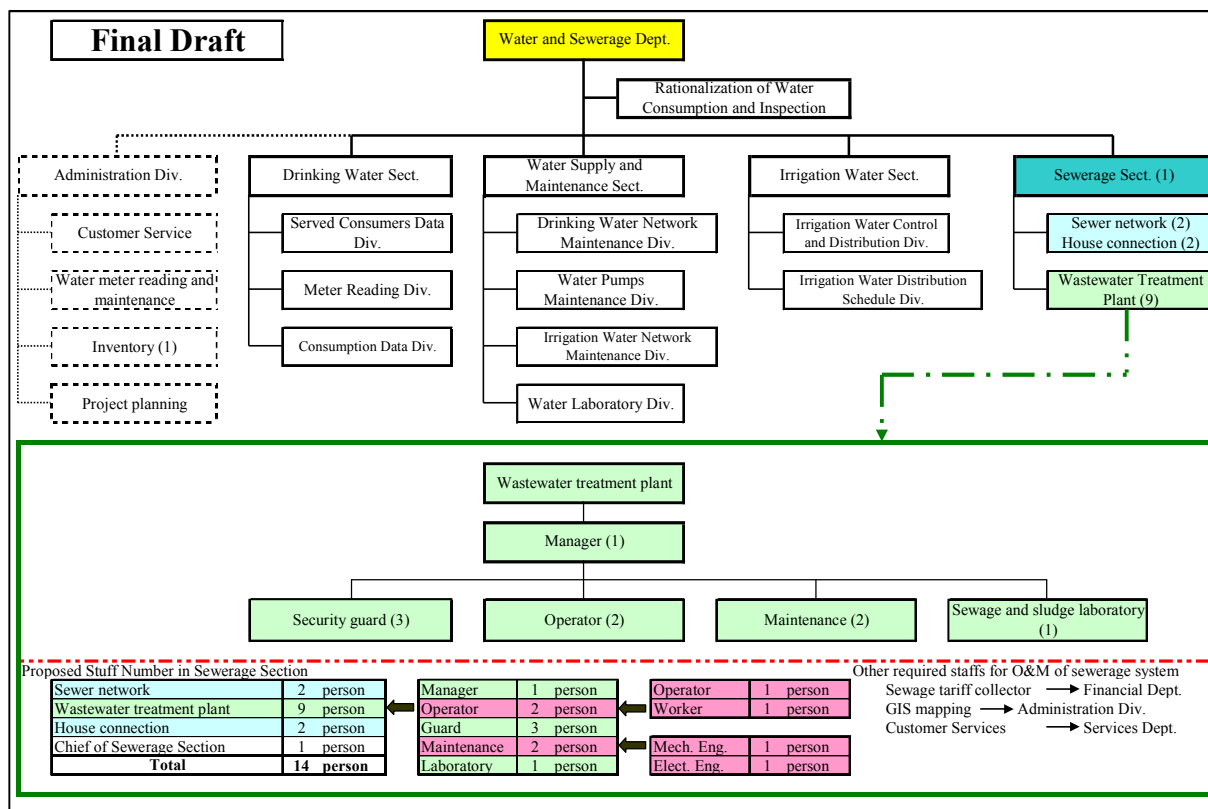 Final Draft
Water and Sewerage Dept.
Rationalization of Water
Consumption and Inspection
Administration Div.
Drinking Water Sect.
Water Supply and
Maintenance Sect.
Irrigation Water Sect.
Sewerage Sect. (1)
Customer Service
Served Consumers Data
Div.
Drinking Water Network
Maintenance Div.
Irrigation Water Control
and Distribution Div.
Sewer network (2)
House connection (2)
Water meter reading and
maintenance
Meter Reading Div.
Water Pumps
Maintenance Div.
Irrigation Water Distribution
Schedule Div.
Wastewater Treatment
Plant (9)
Inventory (1)
Consumption Data Div.
Irrigation Water Network
Maintenance Div.
Project planning
Water Laboratory Div.
Wastewater treatment plant
Manager (1)
Security guard (3)
Operator (2)
Maintenance (2)
Sewage and sludge laboratory
(1)
Proposed Stuff Number in Sewerage Section
Sewer network 2 person
Wastewater treatment plant 9 person
House connection 2 person
Chief of Sewerage Section 1 person
Total 14 person
Manager 1 person
Operator 2 person
Guard 3 person
Maintenance 2 person
Laboratory 1 person
Operator 1 person
Worker 1 person
Mech. Eng. 1 person
Elect. Eng. 1 person
Other required staffs for O&M of sewerage system
Sewage tariff collector Financial Dept.
GIS mapping Administration Div.
Customer Services Services Dept.